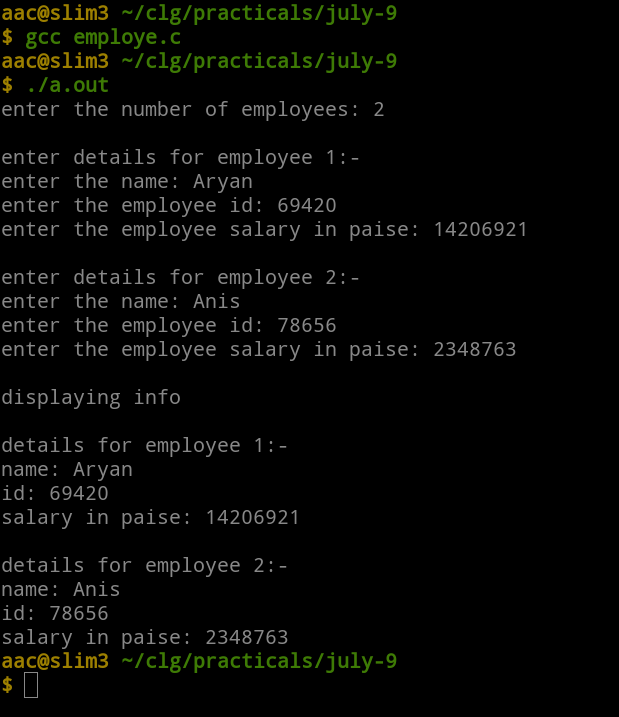 aac@slim3 ~/clg/practicals/july-9
$ gcc employe.c
aac@slim3 ~/clg/practicals/july-9
$ ./a.out
enter the number of employees: 2
enter details for employee 1:-
enter the name: Aryan
enter the employee id: 69420
enter the employee salary in paise: 14206921
enter details for employee 2:-
enter the name: Anis
enter the employee id: 78656
enter the employee salary in paise: 2348763
displaying info
details for employee 1:-
name: Aryan
id: 69420
salary in paise: 14206921
details for employee 2:-
name: Anis
id: 78656
salary in paise: 2348763
aac@slim3 ~/clg/practicals/july-9
$